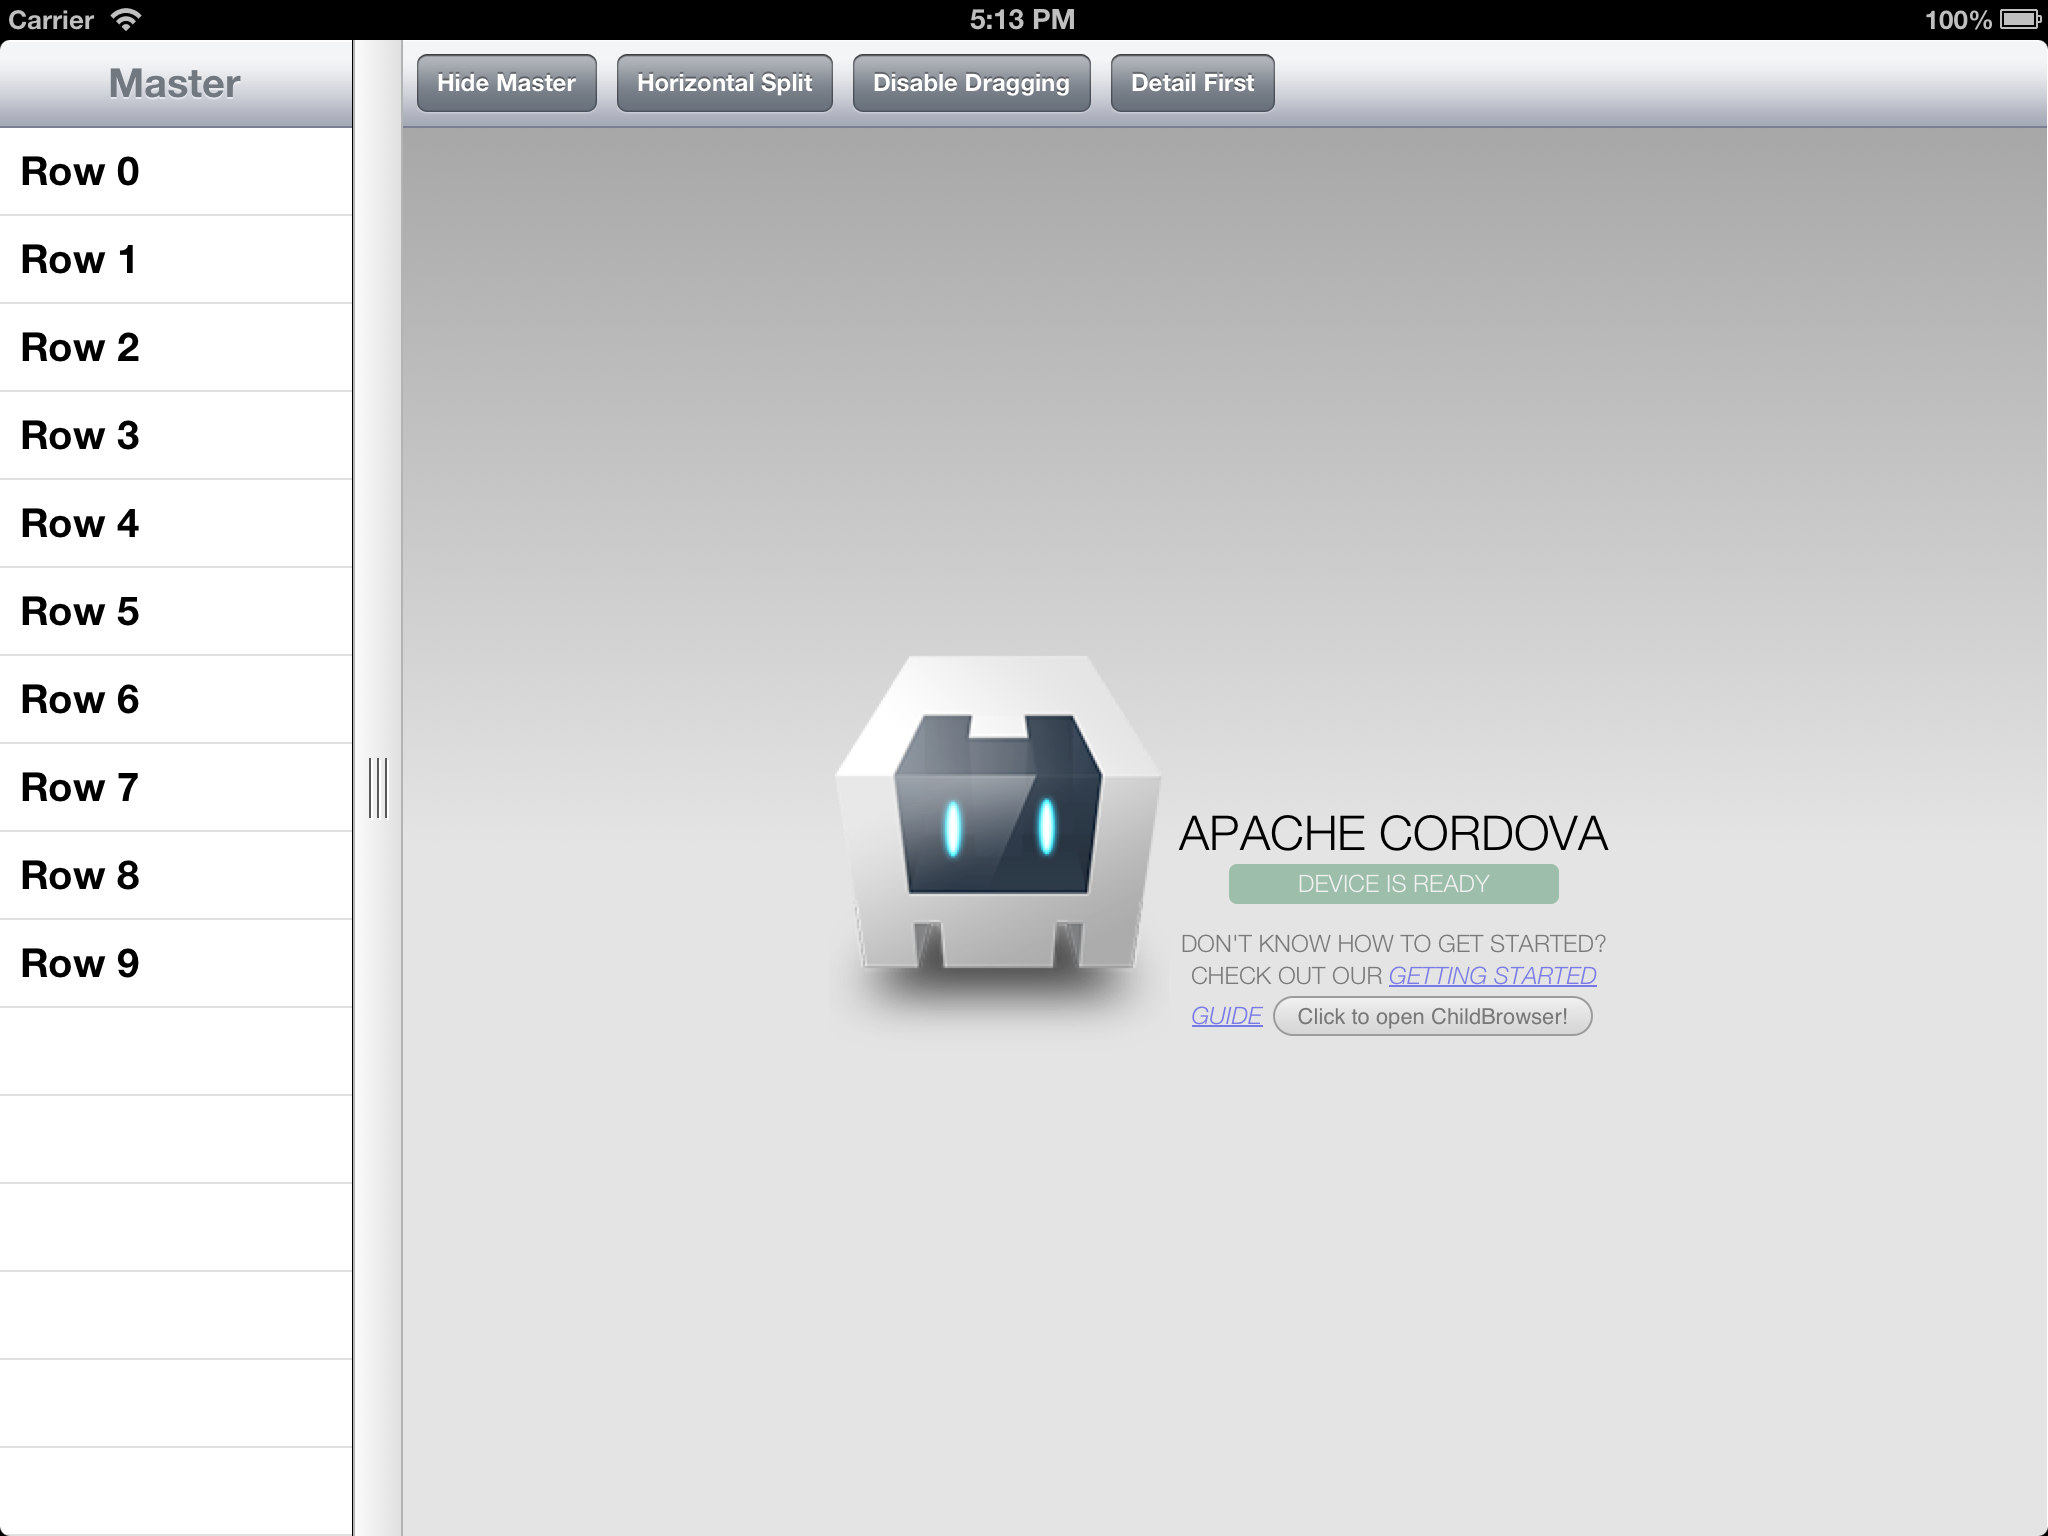 Carrier 5:13 PM 100%
Master
Hide Master Horizontal Split Disable Dragging Detail First
Row 0
Row 1
Row 2
Row 3
Row 4
Row 5
Row 6
Row 7
Row 8
Row 9
APACHE CORDOVA
DEVICE IS READY
DON'T KNOW HOW TO GET STARTED?
CHECK OUT OUR GETTING STARTED
GUIDE Click to open ChildBrowser!